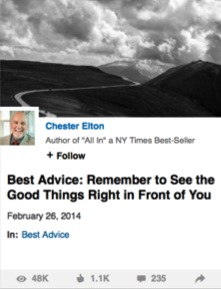 Chester Elton
Author of "All In" a NY Times Best-Seller
+ Follow
Best Advice: Remember to See the
Good Things Right in Front of You
February 26, 2014
In: Best Advice
48K 1.1K 235